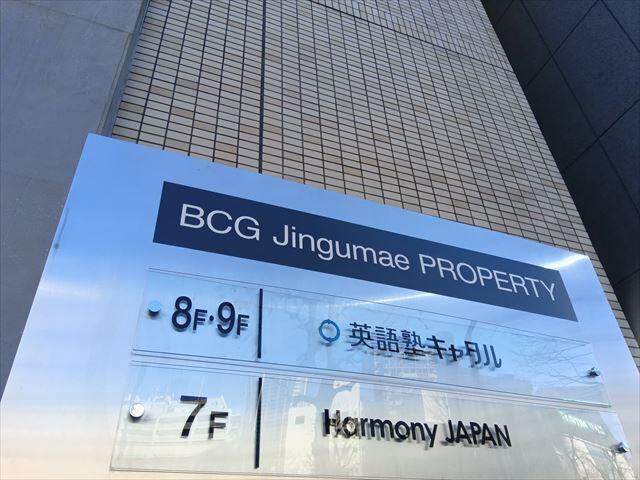 BCG Jingumae PROPERTY
8F・9F 英語塾キャタル
7F Harmony JAPAN